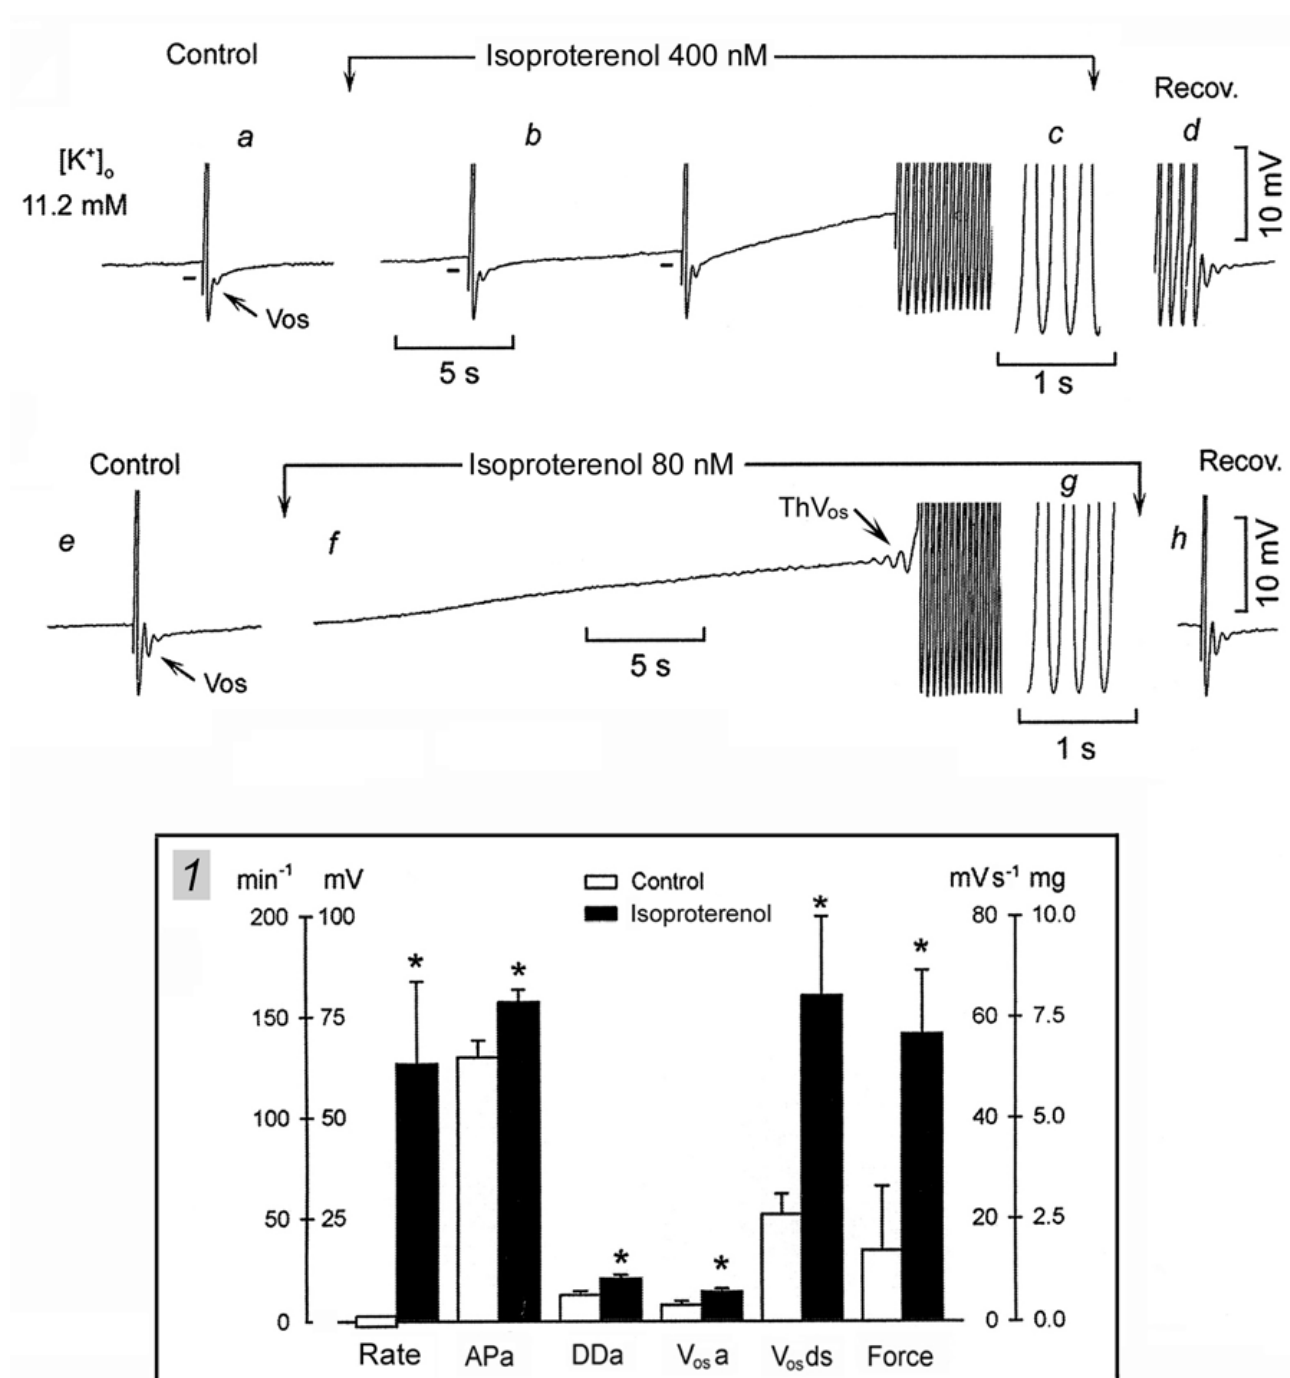 Control
Isoproterenol 400 nM
Recov.
a
b
c
d
[K⁺]ₒ
11.2 mM
10 mV
Vos
5 s
1 s
Control
Isoproterenol 80 nM
Recov.
e
f
ThVos
g
h
10 mV
Vos
5 s
1 s
1
min⁻¹ mV
Control
Isoproterenol
mVs⁻¹ mg
200 100
80 10.0
* * * * * *
150 75
60 7.5
100 50
40 5.0
50 25
20 2.5
0
0 0.0
Rate APa DDa Vos a Vos ds Force